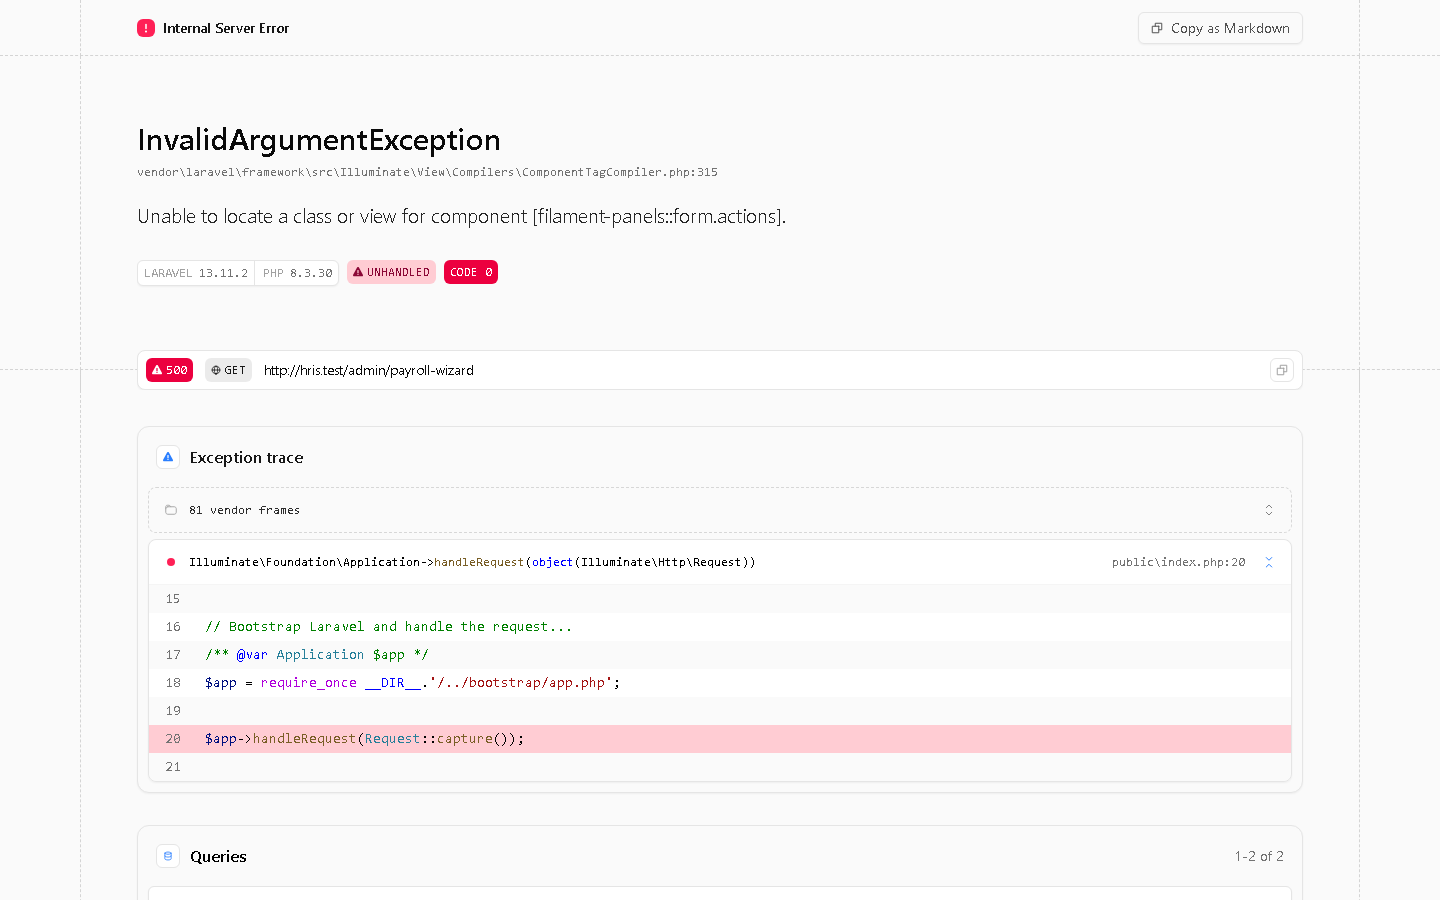 Internal Server Error
Copy as Markdown
InvalidArgumentException
vendor\laravel\framework\src\Illuminate\View\Compilers\ComponentTagCompiler.php:315
Unable to locate a class or view for component [filament-panels::form.actions].
LARAVEL 13.11.2 PHP 8.3.30 UNHANDLED CODE 0
500 GET http://hris.test/admin/payroll-wizard
Exception trace
81 vendor frames
Illuminate\Foundation\Application->handleRequest(object(Illuminate\Http\Request)) public\index.php:20
15
16 // Bootstrap Laravel and handle the request...
17 /** @var Application $app */
18 $app = require_once __DIR__.'/../bootstrap/app.php';
19
20 $app->handleRequest(Request::capture());
21
Queries 1-2 of 2